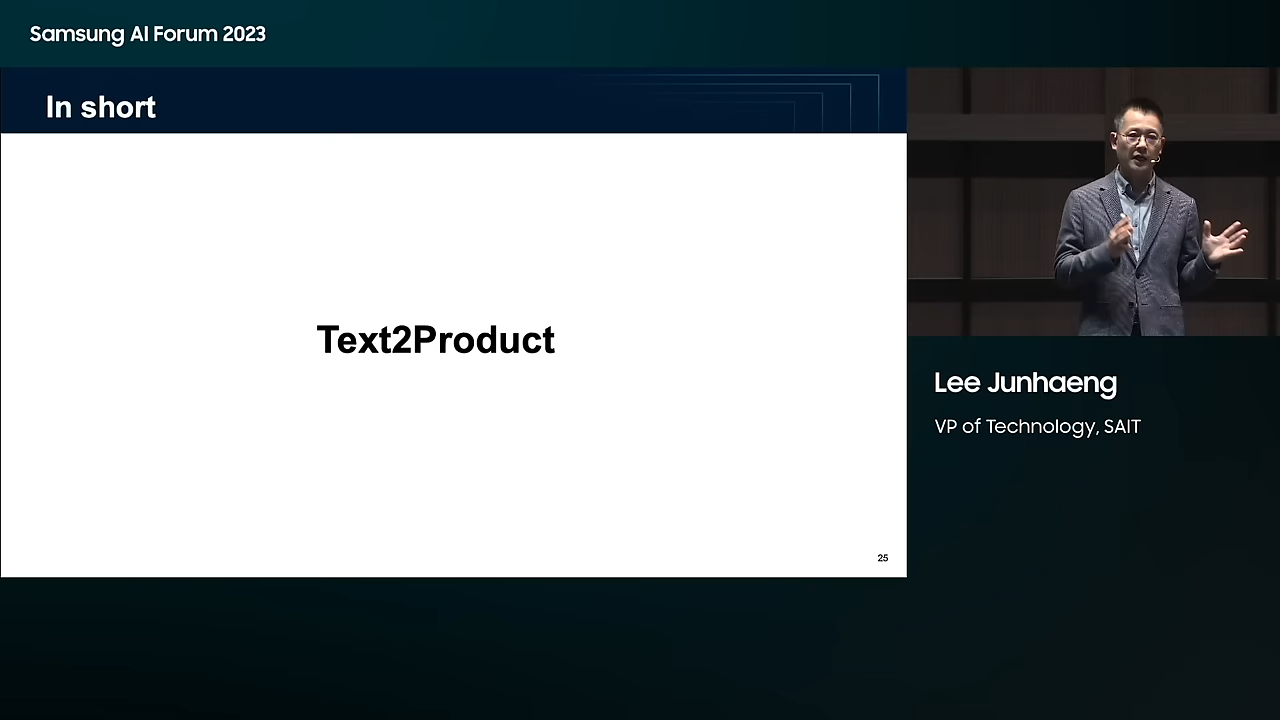 Samsung AI Forum 2023
In short
Text2Product
25
Lee Junhaeng
VP of Technology, SAIT